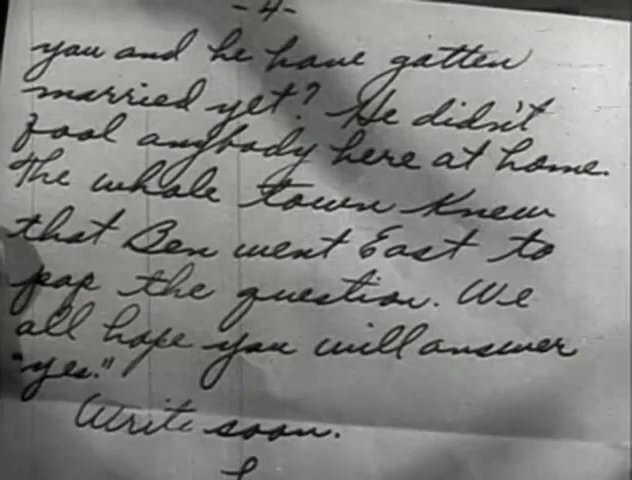 -4-
you and he have gotten
married yet? He didn't
fool anybody here at home.
The whole town knew
that Ben went East to
pop the question. We
all hope you will answer
"yes."
Write soon.